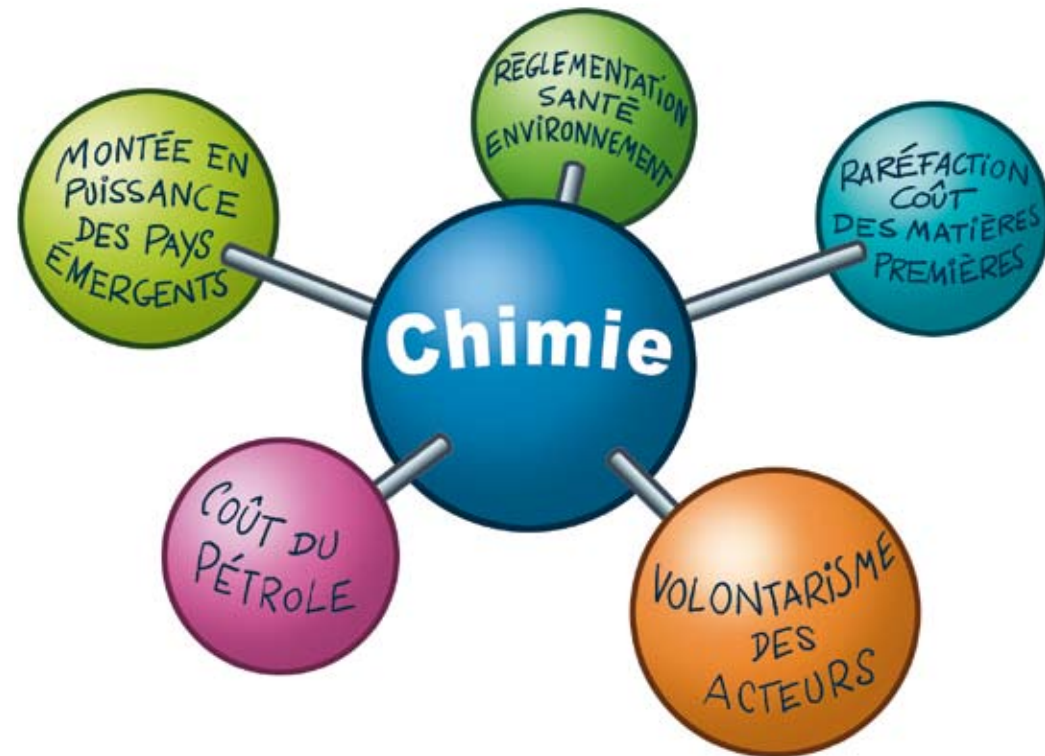 RÉGLEMENTATION
SANTÉ
ENVIRONNEMENT
MONTÉE EN
PUISSANCE
DES PAYS
ÉMERGENTS
RARÉFACTION
COÛT
DES MATIÈRES
PREMIÈRES
Chimie
COÛT DU
PÉTROLE
VOLONTARISME
DES
ACTEURS